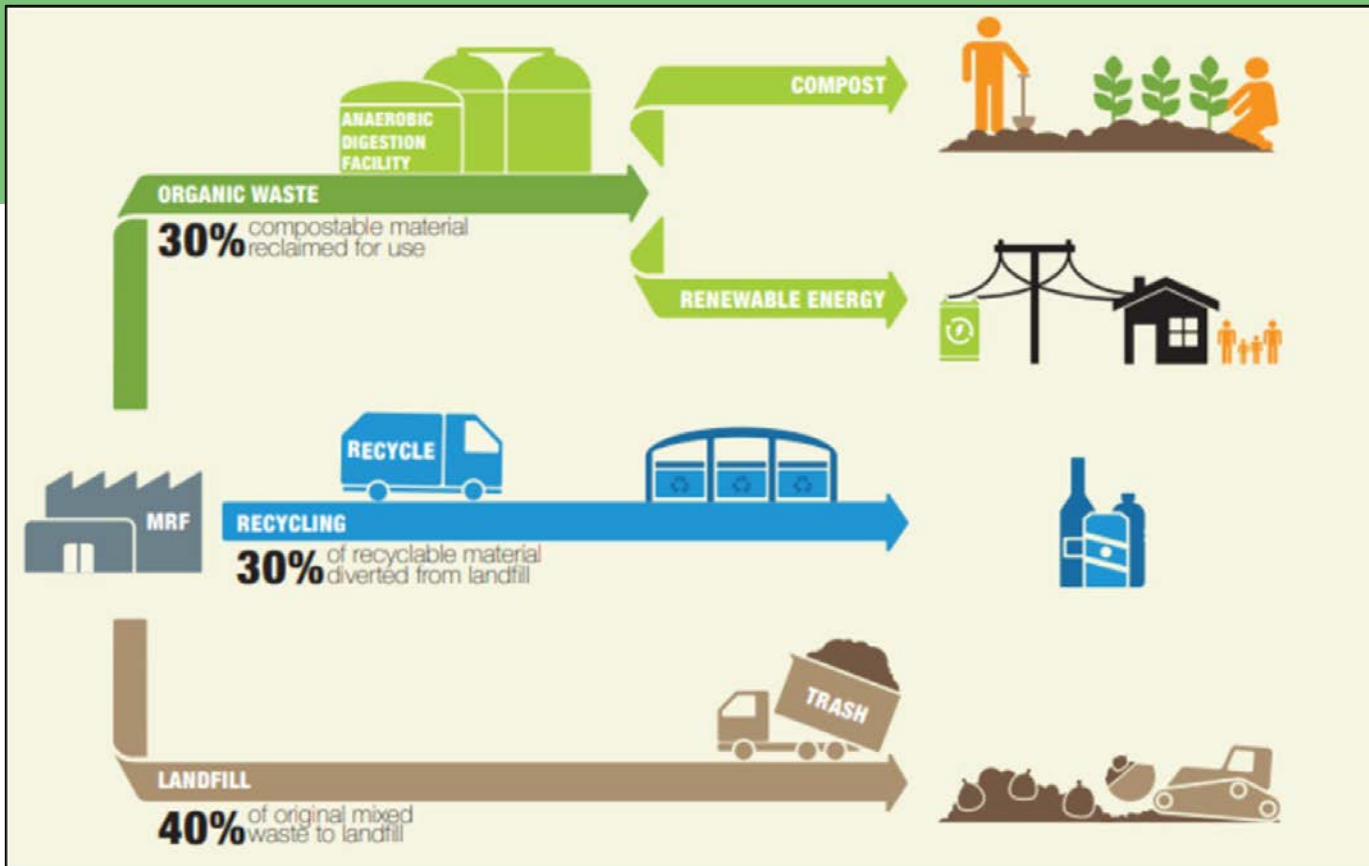 COMPOST
ANAEROBIC
DIGESTION
FACILITY
ORGANIC WASTE
30% compostable material
reclaimed for use
RENEWABLE ENERGY
RECYCLE
MRF
RECYCLING
30% of recyclable material
diverted from landfill
TRASH
LANDFILL
40% of original mixed
waste to landfill